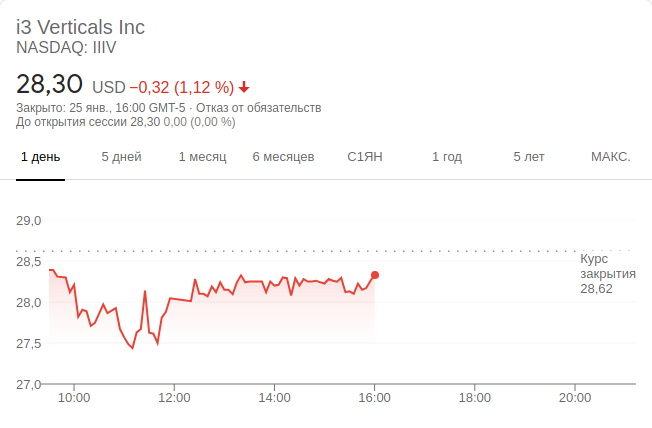 i3 Verticals Inc
NASDAQ: IIIV
28,30 USD −0,32 (1,12 %)
Закрыто: 25 янв., 16:00 GMT-5 · Отказ от обязательств
До открытия сессии 28,30 0,00 (0,00 %)
1 день 5 дней 1 месяц 6 месяцев С1ЯН 1 год 5 лет МАКС.
29,0
28,5
Курс
закрытия
28,62
28,0
27,5
27,0
10:00 12:00 14:00 16:00 18:00 20:00